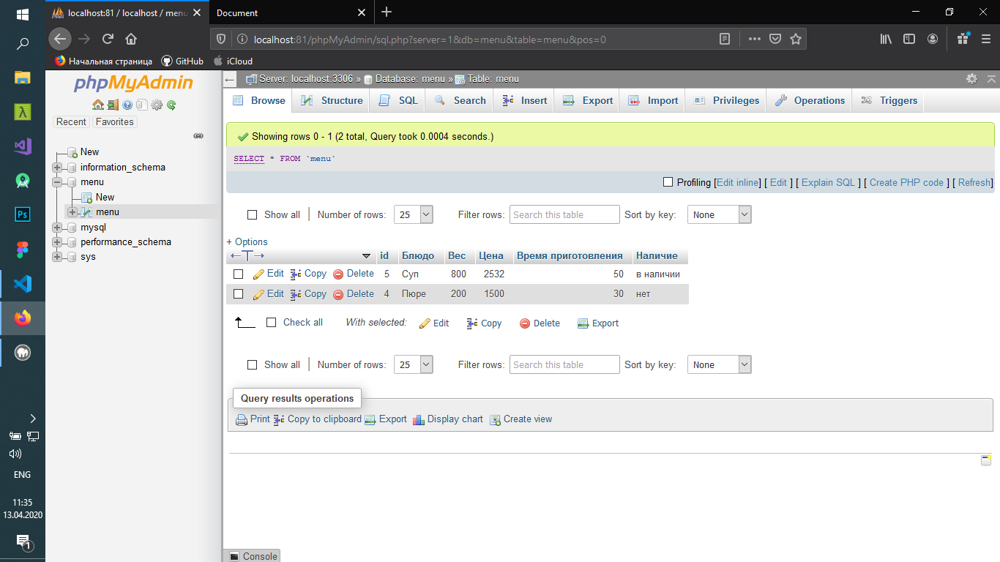 localhost:81 / localhost / menu
Document
localhost:81/phpMyAdmin/sql.php?server=1&db=menu&table=menu&pos=0
Начальная страница GitHub iCloud
phpMyAdmin
Recent Favorites
New
information_schema
menu
New
menu
mysql
performance_schema
sys
Server: localhost:3306 » Database: menu » Table: menu
Browse Structure SQL Search Insert Export Import Privileges Operations Triggers
Showing rows 0 - 1 (2 total, Query took 0.0004 seconds.)
SELECT * FROM `menu`
Profiling [Edit inline] [ Edit ] [ Explain SQL ] [ Create PHP code ] [ Refresh]
Show all Number of rows: 25 Filter rows: Search this table Sort by key: None
+ Options
←T→ id Блюдо Вес Цена Время приготовления Наличие
Edit Copy Delete 5 Суп 800 2532 50 в наличии
Edit Copy Delete 4 Пюре 200 1500 30 нет
Check all With selected: Edit Copy Delete Export
Show all Number of rows: 25 Filter rows: Search this table Sort by key: None
Query results operations
Print Copy to clipboard Export Display chart Create view
Console
Ps
ENG
11:35
13.04.2020
1